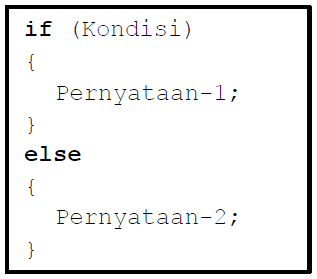 if (Kondisi)
{
Pernyataan-1;
}
else
{
Pernyataan-2;
}